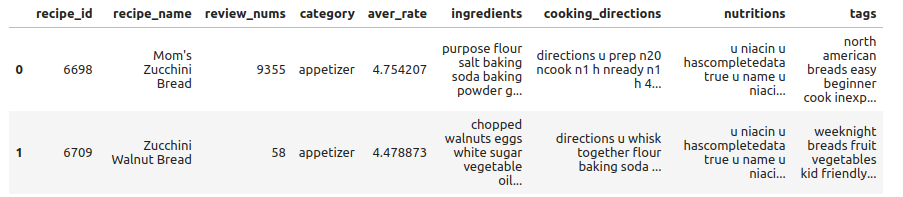 recipe_id recipe_name review_nums category aver_rate ingredients cooking_directions nutritions tags
0 6698 Mom's Zucchini Bread 9355 appetizer 4.754207 purpose flour salt baking soda baking powder g... directions u prep n20 ncook n1 h nready n1 h 4... u niacin u hascompletedata true u name u niaci... north american breads easy beginner cook inexp...
1 6709 Zucchini Walnut Bread 58 appetizer 4.478873 chopped walnuts eggs white sugar vegetable oil... directions u whisk together flour baking soda ... u niacin u hascompletedata true u name u niaci... weeknight breads fruit vegetables kid friendly...